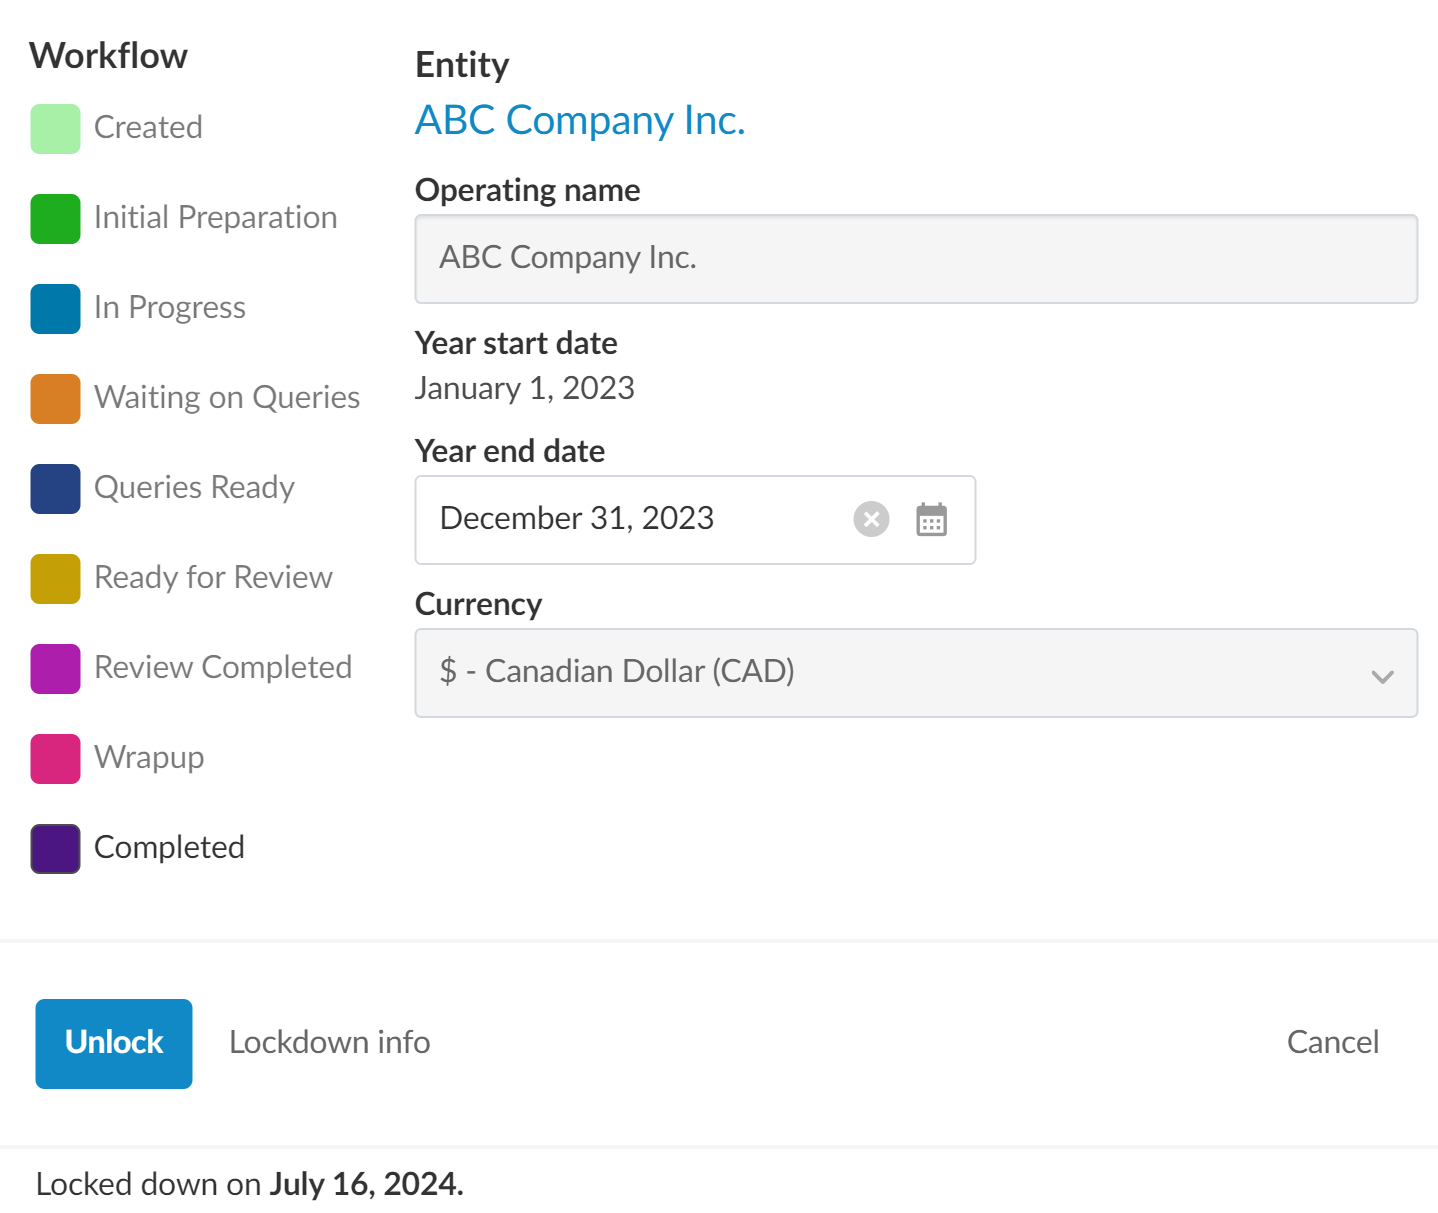 Workflow
Created
Initial Preparation
In Progress
Waiting on Queries
Queries Ready
Ready for Review
Review Completed
Wrapup
Completed
Entity
ABC Company Inc.
Operating name
ABC Company Inc.
Year start date
January 1, 2023
Year end date
December 31, 2023
Currency
$ - Canadian Dollar (CAD)
Unlock
Lockdown info
Cancel
Locked down on July 16, 2024.